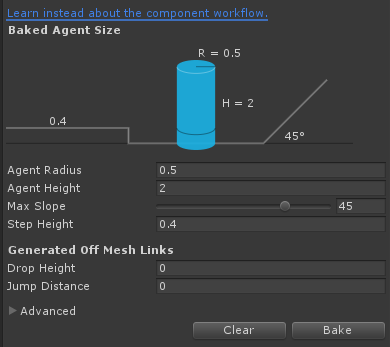 Learn instead about the component workflow.
Baked Agent Size
R = 0.5
H = 2
0.4
45°
Agent Radius 0.5
Agent Height 2
Max Slope 45
Step Height 0.4
Generated Off Mesh Links
Drop Height 0
Jump Distance 0
Advanced
Clear Bake